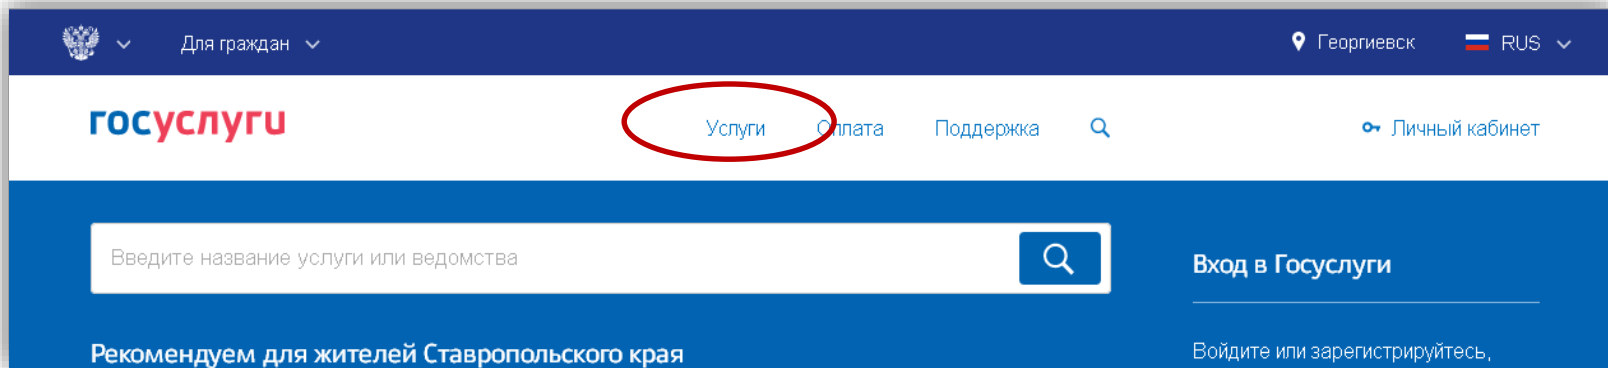 Для граждан
Георгиевск
RUS
госуслуги
Услуги
Оплата
Поддержка
Личный кабинет
Введите название услуги или ведомства
Вход в Госуслуги
Рекомендуем для жителей Ставропольского края
Войдите или зарегистрируйтесь,